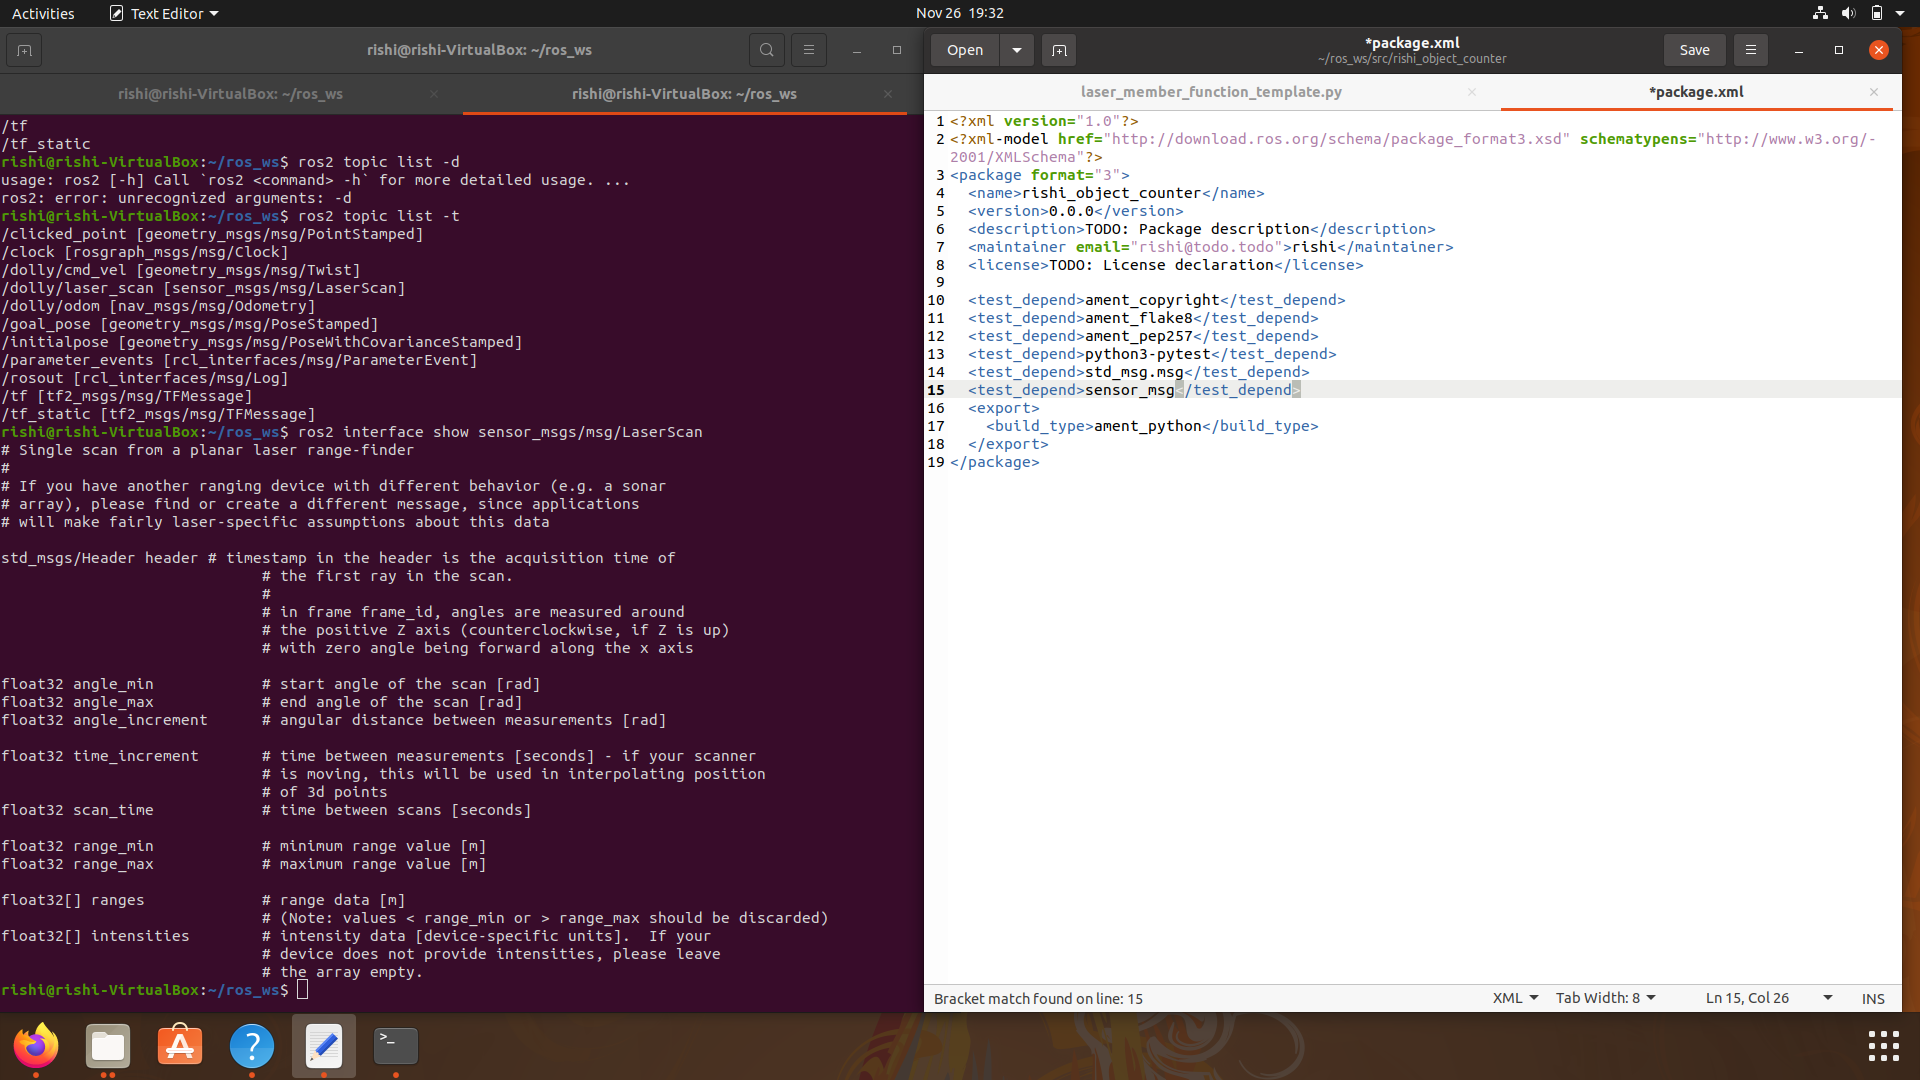 Activities
Text Editor
Nov 26  19:32
rishi@rishi-VirtualBox: ~/ros_ws
rishi@rishi-VirtualBox: ~/ros_ws
rishi@rishi-VirtualBox: ~/ros_ws
/tf
/tf_static
rishi@rishi-VirtualBox:~/ros_ws$ ros2 topic list -d
usage: ros2 [-h] Call `ros2 <command> -h` for more detailed usage. ...
ros2: error: unrecognized arguments: -d
rishi@rishi-VirtualBox:~/ros_ws$ ros2 topic list -t
/clicked_point [geometry_msgs/msg/PointStamped]
/clock [rosgraph_msgs/msg/Clock]
/dolly/cmd_vel [geometry_msgs/msg/Twist]
/dolly/laser_scan [sensor_msgs/msg/LaserScan]
/dolly/odom [nav_msgs/msg/Odometry]
/goal_pose [geometry_msgs/msg/PoseStamped]
/initialpose [geometry_msgs/msg/PoseWithCovarianceStamped]
/parameter_events [rcl_interfaces/msg/ParameterEvent]
/rosout [rcl_interfaces/msg/Log]
/tf [tf2_msgs/msg/TFMessage]
/tf_static [tf2_msgs/msg/TFMessage]
rishi@rishi-VirtualBox:~/ros_ws$ ros2 interface show sensor_msgs/msg/LaserScan
# Single scan from a planar laser range-finder
#
# If you have another ranging device with different behavior (e.g. a sonar
# array), please find or create a different message, since applications
# will make fairly laser-specific assumptions about this data
std_msgs/Header header # timestamp in the header is the acquisition time of
# the first ray in the scan.
#
# in frame frame_id, angles are measured around
# the positive Z axis (counterclockwise, if Z is up)
# with zero angle being forward along the x axis
float32 angle_min            # start angle of the scan [rad]
float32 angle_max            # end angle of the scan [rad]
float32 angle_increment      # angular distance between measurements [rad]
float32 time_increment       # time between measurements [seconds] - if your scanner
# is moving, this will be used in interpolating position
# of 3d points
float32 scan_time            # time between scans [seconds]
float32 range_min            # minimum range value [m]
float32 range_max            # maximum range value [m]
float32[] ranges             # range data [m]
# (Note: values < range_min or > range_max should be discarded)
float32[] intensities        # intensity data [device-specific units].  If your
# device does not provide intensities, please leave
# the array empty.
rishi@rishi-VirtualBox:~/ros_ws$
Open
*package.xml
~/ros_ws/src/rishi_object_counter
Save
laser_member_function_template.py
*package.xml
1 <?xml version="1.0"?>
2 <?xml-model href="http://download.ros.org/schema/package_format3.xsd" schematypens="http://www.w3.org/-
2001/XMLSchema"?>
3 <package format="3">
4   <name>rishi_object_counter</name>
5   <version>0.0.0</version>
6   <description>TODO: Package description</description>
7   <maintainer email="rishi@todo.todo">rishi</maintainer>
8   <license>TODO: License declaration</license>
9
10   <test_depend>ament_copyright</test_depend>
11   <test_depend>ament_flake8</test_depend>
12   <test_depend>ament_pep257</test_depend>
13   <test_depend>python3-pytest</test_depend>
14   <test_depend>std_msg.msg</test_depend>
15   <test_depend>sensor_msg</test_depend>
16   <export>
17     <build_type>ament_python</build_type>
18   </export>
19 </package>
Bracket match found on line: 15
XML
Tab Width: 8
Ln 15, Col 26
INS